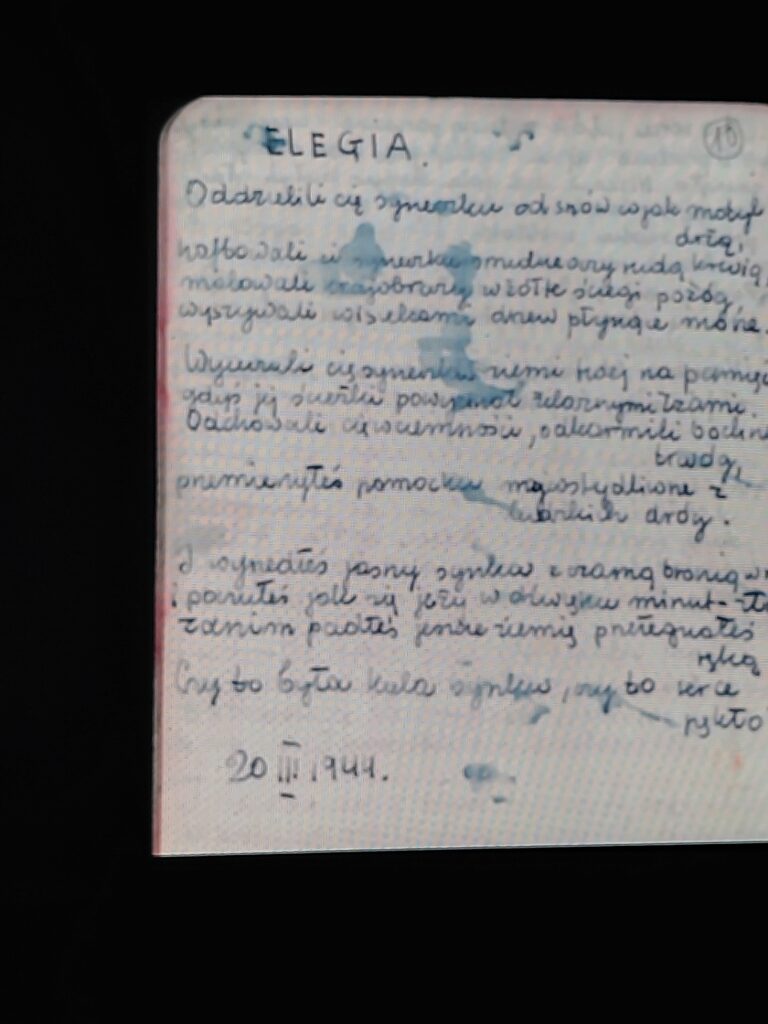 ELEGIA.
10
Oddzielili cię syneczku od snów co jak motyl
drżą,
haftowali ci syneczku smutne oczy rudą krwią,
malowali krajobrazy w żółte ściegi pożóg,
wyszywali wisielcami drzew płynące morze.
Wyuczyli cię syneczku ziemi twej na pamięć
gdyś jej ścieżki powycinał żelaznymi łzami.
Odchowali cię w ciemności, odkarmili bochnem
trwóg,
przemierzyłeś po omacku najwstydliwsze z
ludzkich dróg.
I wyszedłeś jasny synku z czarną bronią w
i poczułeś jak się jeży w dźwięku minut - zło
Zanim padłeś jeszcze ziemię przeżegnałeś
ręką
Czy to była kula synku, czy to serce
pękło
20 III 1944.